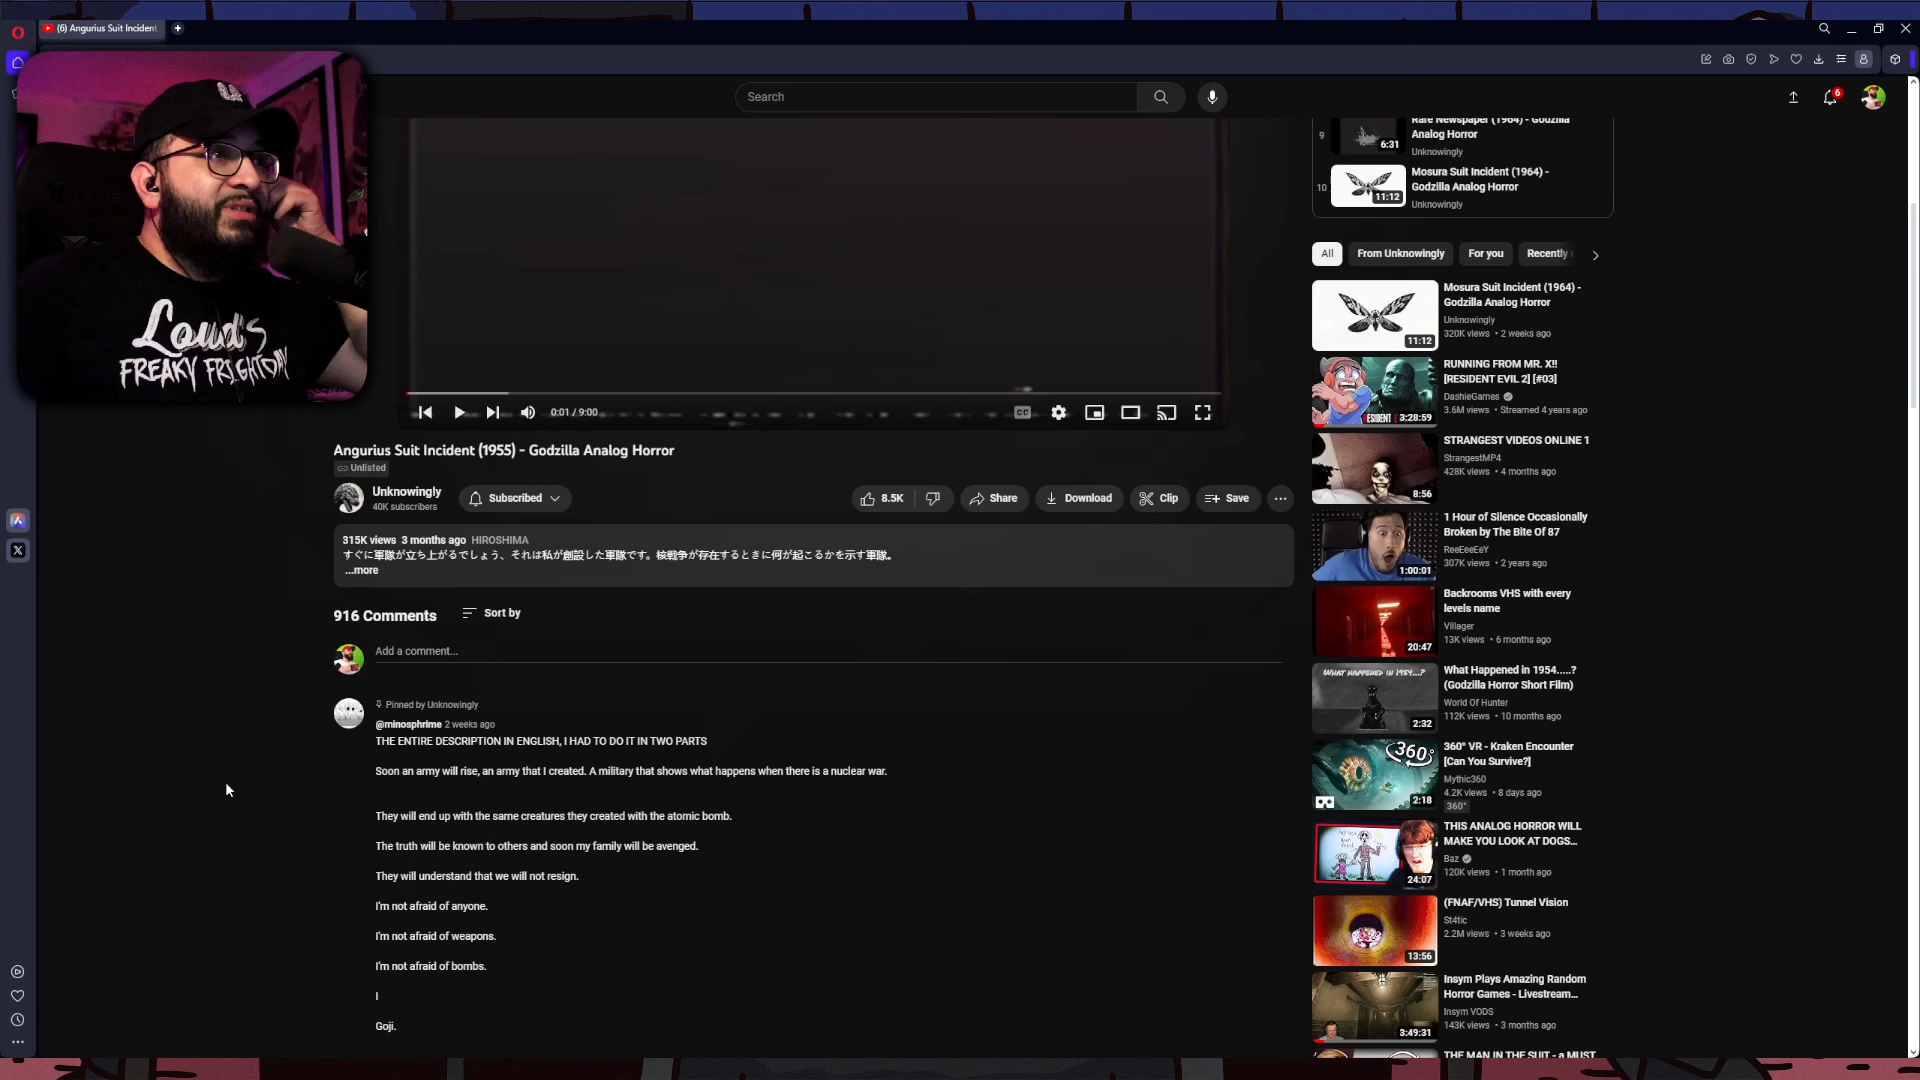 (6) Angurius Suit Incident
Search
6
Loud's
FREAKY FRIGHTDAY
0:01 / 9:00
CC
Angurius Suit Incident (1955) - Godzilla Analog Horror
Unlisted
Unknowingly
40K subscribers
Subscribed
8.5K
Share
Download
Clip
Save
315K views 3 months ago HIROSHIMA
すぐに軍隊が立ち上がるでしょう、それは私が創設した軍隊です。核戦争が存在するときに何が起こるかを示す軍隊。
...more
916 Comments
Sort by
Add a comment...
Pinned by Unknowingly
@minosphrime 2 weeks ago
THE ENTIRE DESCRIPTION IN ENGLISH, I HAD TO DO IT IN TWO PARTS
Soon an army will rise, an army that I created. A military that shows what happens when there is a nuclear war.
They will end up with the same creatures they created with the atomic bomb.
The truth will be known to others and soon my family will be avenged.
They will understand that we will not resign.
I'm not afraid of anyone.
I'm not afraid of weapons.
I'm not afraid of bombs.
I
Goji.
9
6:31
Rare Newspaper (1964) - Godzilla
Analog Horror
Unknowingly
10
11:12
Mosura Suit Incident (1964) -
Godzilla Analog Horror
Unknowingly
All
From Unknowingly
For you
Recently
11:12
Mosura Suit Incident (1964) -
Godzilla Analog Horror
Unknowingly
320K views • 2 weeks ago
3:28:59
RUNNING FROM MR. X!!
[RESIDENT EVIL 2] [#03]
DashieGames
3.6M views • Streamed 4 years ago
8:56
STRANGEST VIDEOS ONLINE 1
StrangestMP4
428K views • 4 months ago
1:00:01
1 Hour of Silence Occasionally
Broken by The Bite Of 87
ReeEeeEeY
307K views • 2 years ago
20:47
Backrooms VHS with every
levels name
Villager
13K views • 6 months ago
WHAT HAPPENED IN 1954....?
2:32
What Happened in 1954.....?
(Godzilla Horror Short Film)
World Of Hunter
112K views • 10 months ago
360°
2:18
360° VR - Kraken Encounter
[Can You Survive?]
Mythic360
4.2K views • 8 days ago
360°
24:07
THIS ANALOG HORROR WILL
MAKE YOU LOOK AT DOGS...
Baz
120K views • 1 month ago
13:56
(FNAF/VHS) Tunnel Vision
St4tic
2.2M views • 3 weeks ago
3:49:31
Insym Plays Amazing Random
Horror Games - Livestream...
Insym VODS
143K views • 3 months ago
THE MAN IN THE SUIT - a MUST